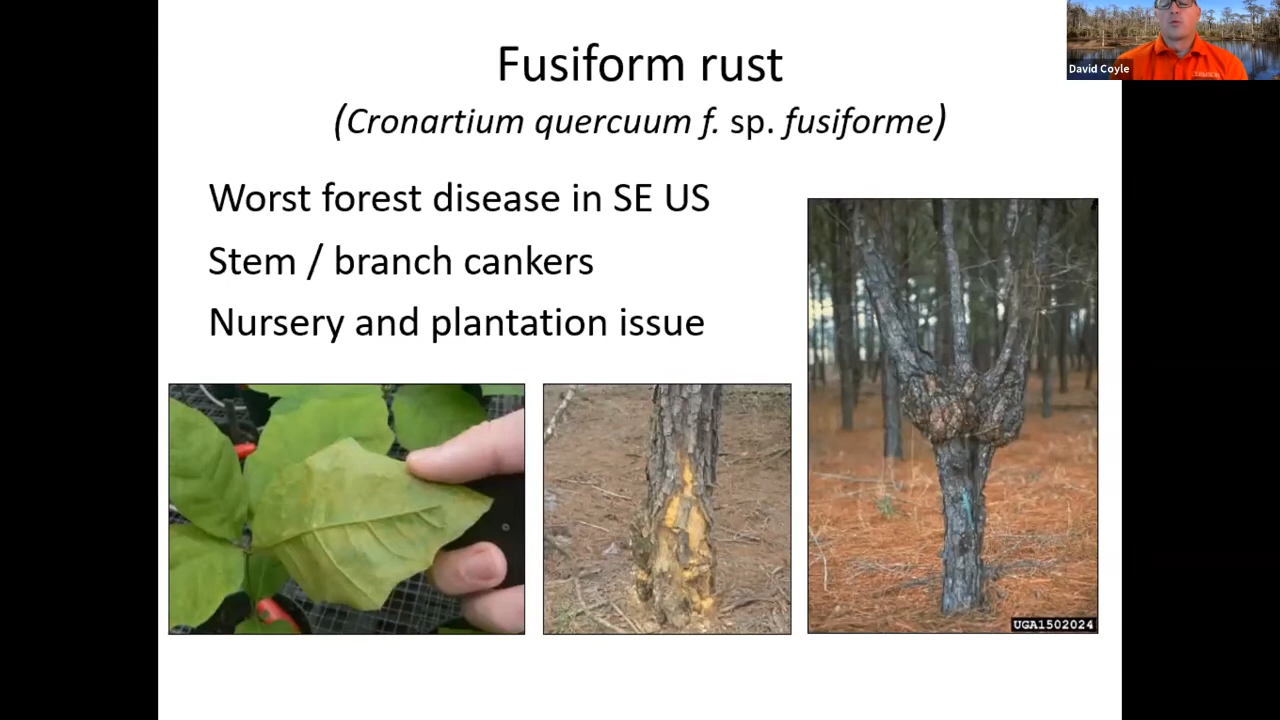 Fusiform rust
(Cronartium quercuum f. sp. fusiforme)
Worst forest disease in SE US
Stem / branch cankers
Nursery and plantation issue
David Coyle
UGA1502024